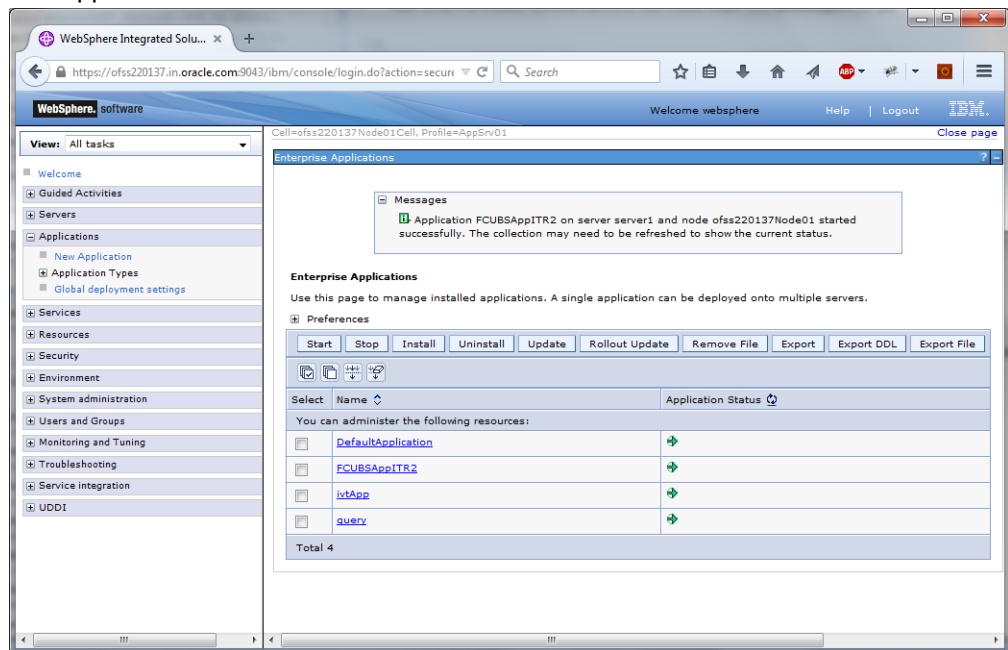 WebSphere Integrated Solu...
https://ofss220137.in.oracle.com:9043/ibm/console/login.do?action=secure
Search
ABP
WebSphere. software
Welcome websphere
Help | Logout
IBM.
View: All tasks
Cell=ofss220137Node01Cell, Profile=AppSrv01
Close page
Enterprise Applications
? -
Welcome
Guided Activities
Servers
Applications
New Application
Application Types
Global deployment settings
Services
Resources
Security
Environment
System administration
Users and Groups
Monitoring and Tuning
Troubleshooting
Service integration
UDDI
Messages
Application FCUBSAppITR2 on server server1 and node ofss220137Node01 started
successfully. The collection may need to be refreshed to show the current status.
Enterprise Applications
Use this page to manage installed applications. A single application can be deployed onto multiple servers.
Preferences
Start Stop Install Uninstall Update Rollout Update Remove File Export Export DDL Export File
Select Name Application Status
You can administer the following resources:
DefaultApplication
FCUBSAppITR2
ivtApp
query
Total 4